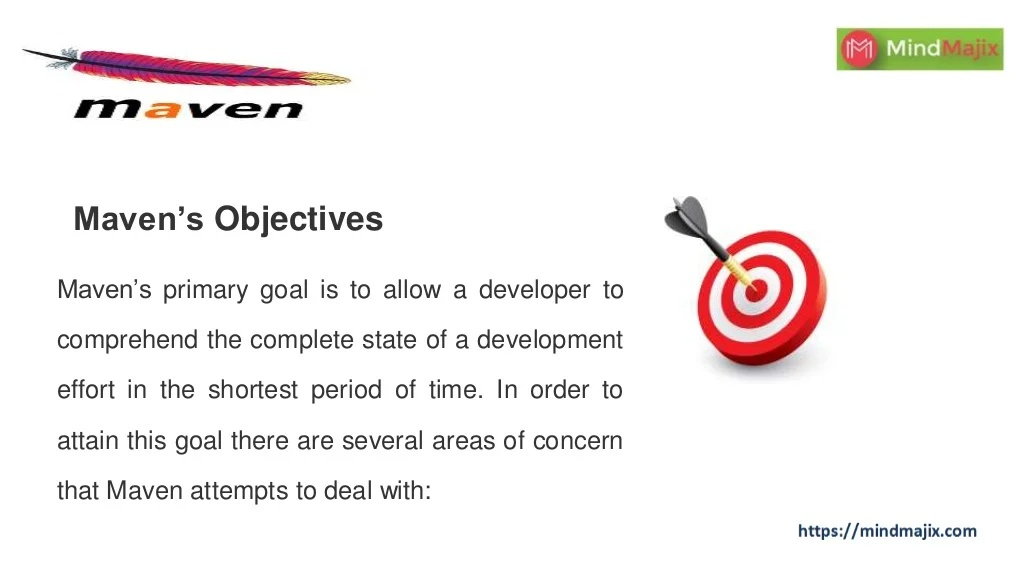 maven
MindMajix
Maven’s Objectives
Maven’s primary goal is to allow a developer to
comprehend the complete state of a development
effort in the shortest period of time. In order to
attain this goal there are several areas of concern
that Maven attempts to deal with:
https://mindmajix.com